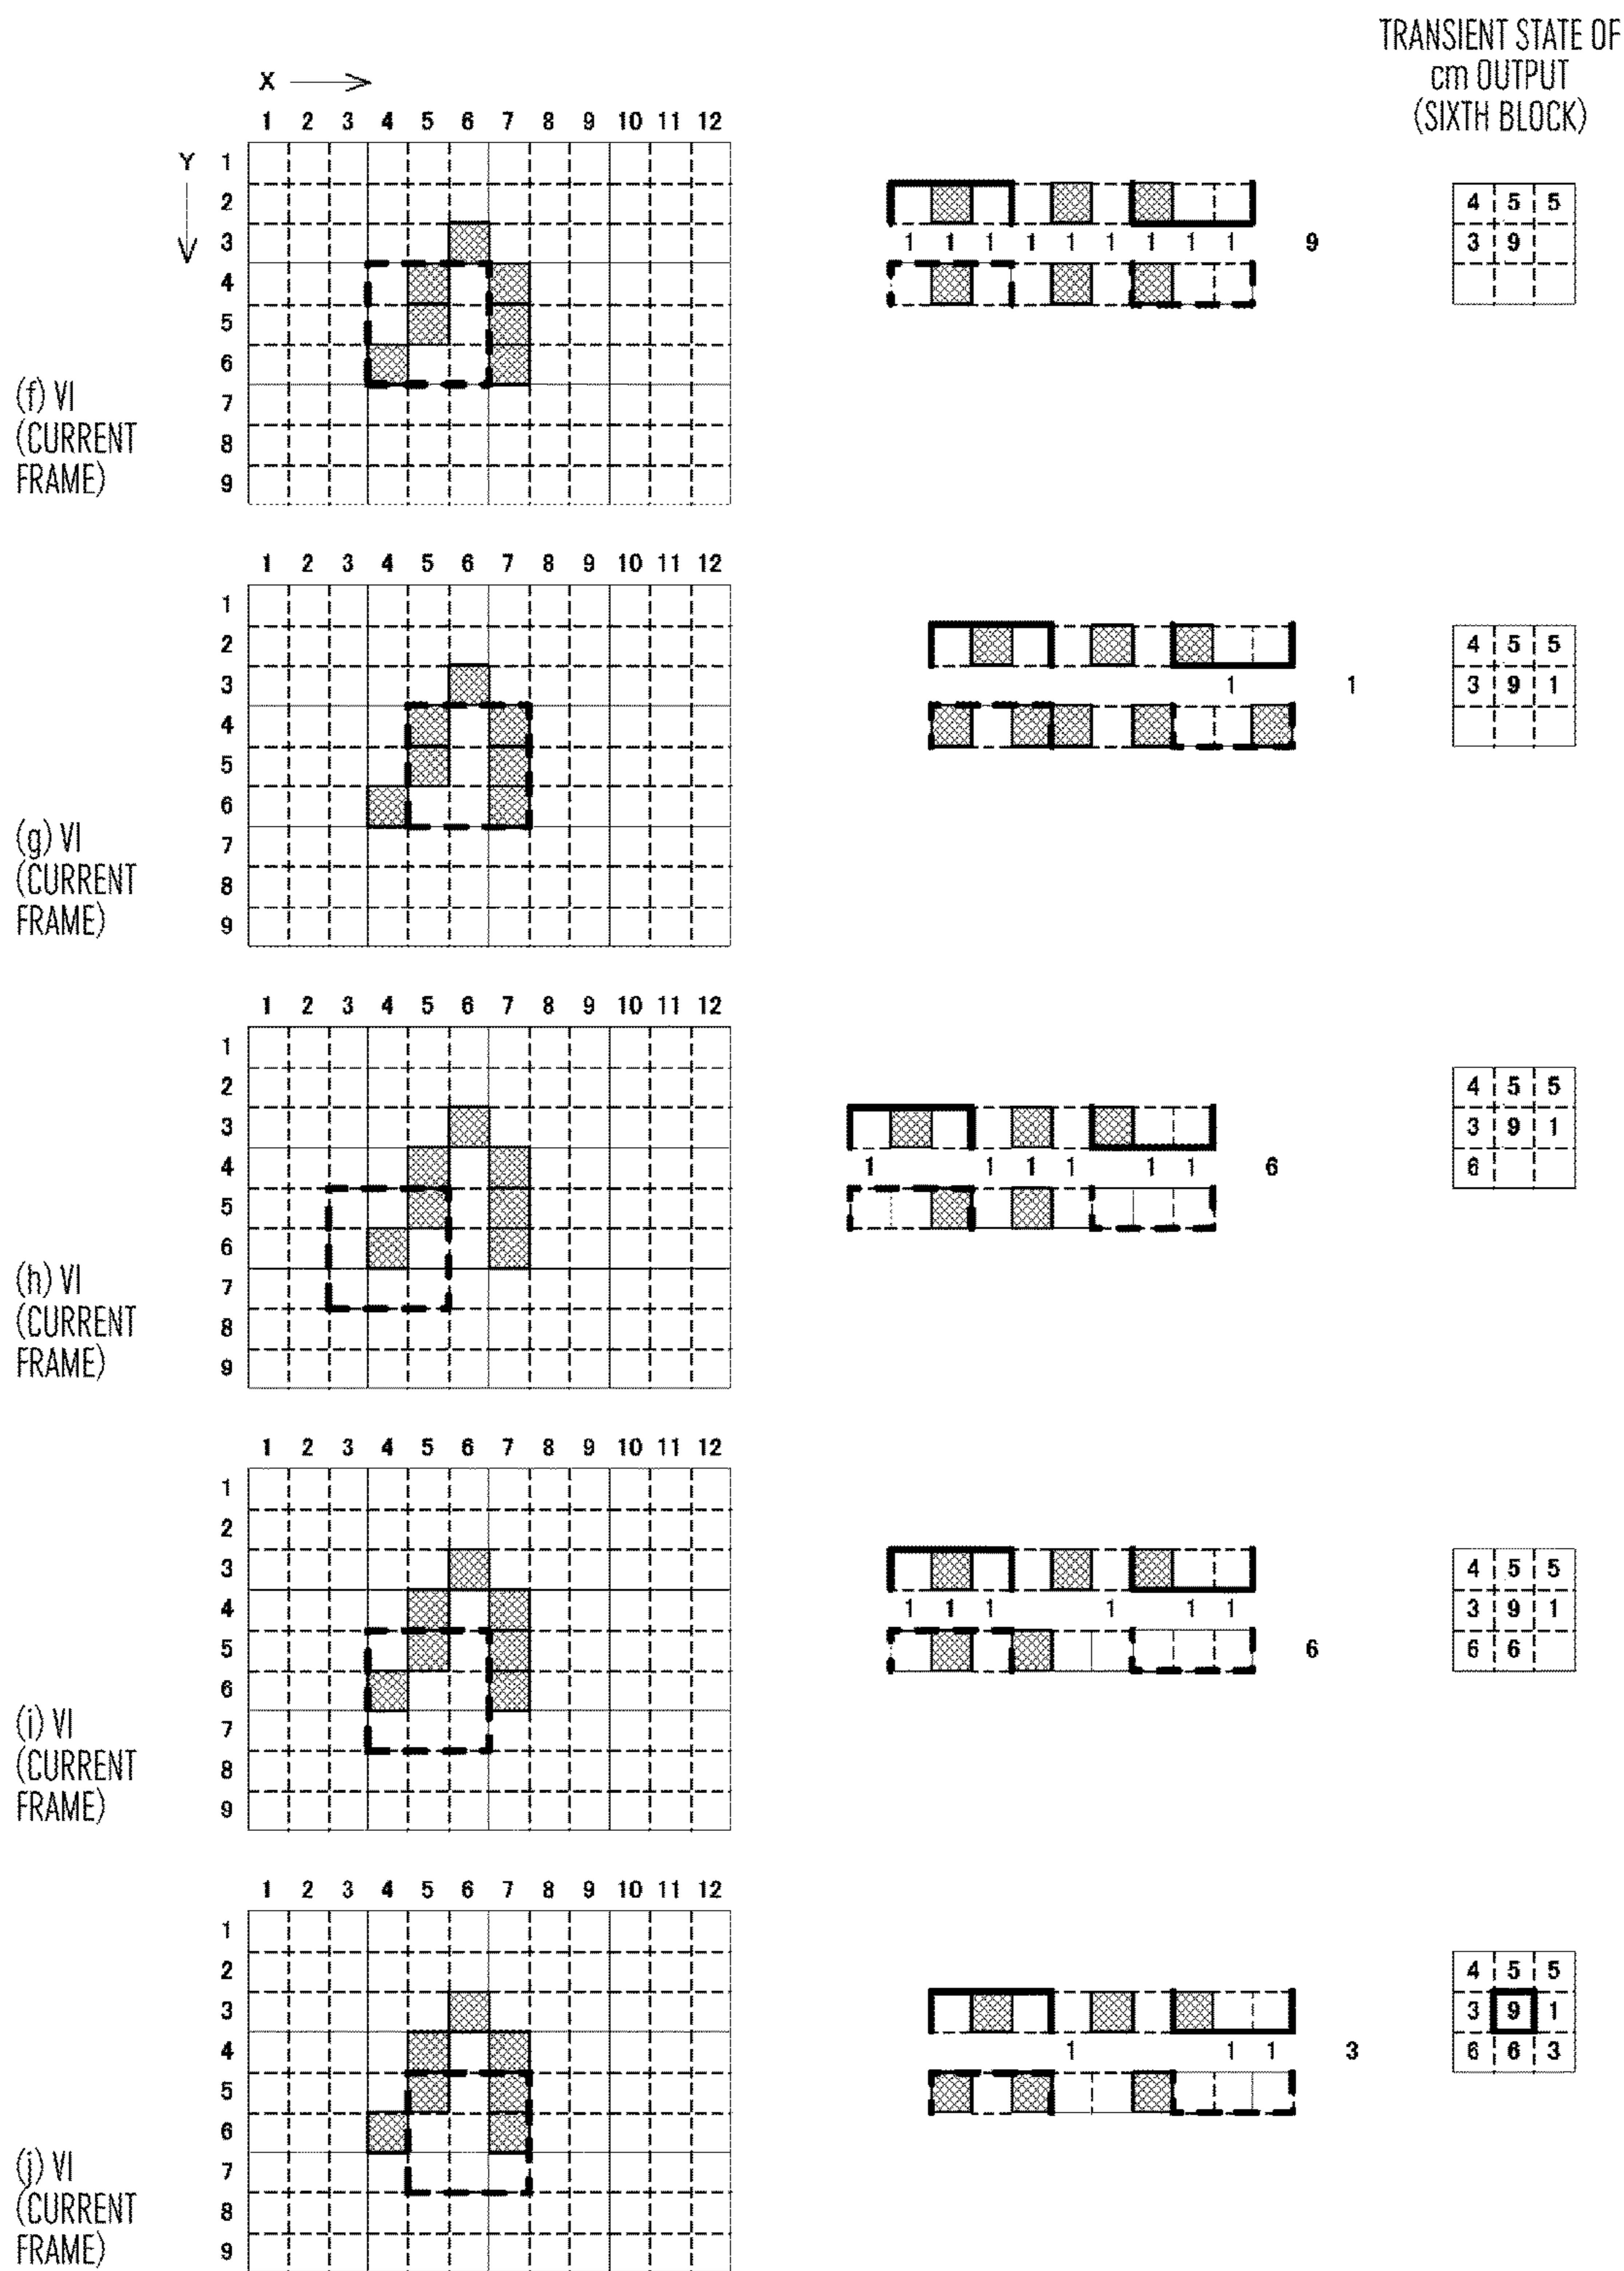 TRANSIENT STATE OF
cm OUTPUT
(SIXTH BLOCK)
X
1 2 3 4 5 6 7 8 9 10 11 12
Y
1
2
3
4
5
6
7
8
9
(f) VI
(CURRENT
FRAME)
1 1 1 1 1 1 1 1 1 9
4 5 5
3 9
1 2 3 4 5 6 7 8 9 10 11 12
1
2
3
4
5
6
7
8
9
(g) VI
(CURRENT
FRAME)
1 1
4 5 5
3 9 1
1 2 3 4 5 6 7 8 9 10 11 12
1
2
3
4
5
6
7
8
9
(h) VI
(CURRENT
FRAME)
1 1 1 1 1 1 6
4 5 5
3 9 1
6
1 2 3 4 5 6 7 8 9 10 11 12
1
2
3
4
5
6
7
8
9
(i) VI
(CURRENT
FRAME)
1 1 1 1 1 1
6
4 5 5
3 9 1
6 6
1 2 3 4 5 6 7 8 9 10 11 12
1
2
3
4
5
6
7
8
9
(j) VI
(CURRENT
FRAME)
1 1 1 3
4 5 5
3 9 1
6 6 3